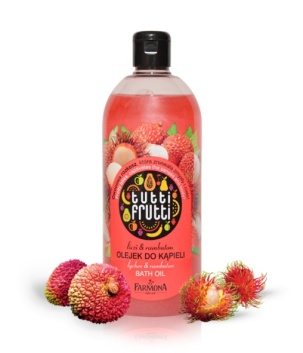 tutti
frutti
liczi & rambutan
OLEJEK DO KĄPIELI
lychee & rambutan
BATH OIL
FARMONA